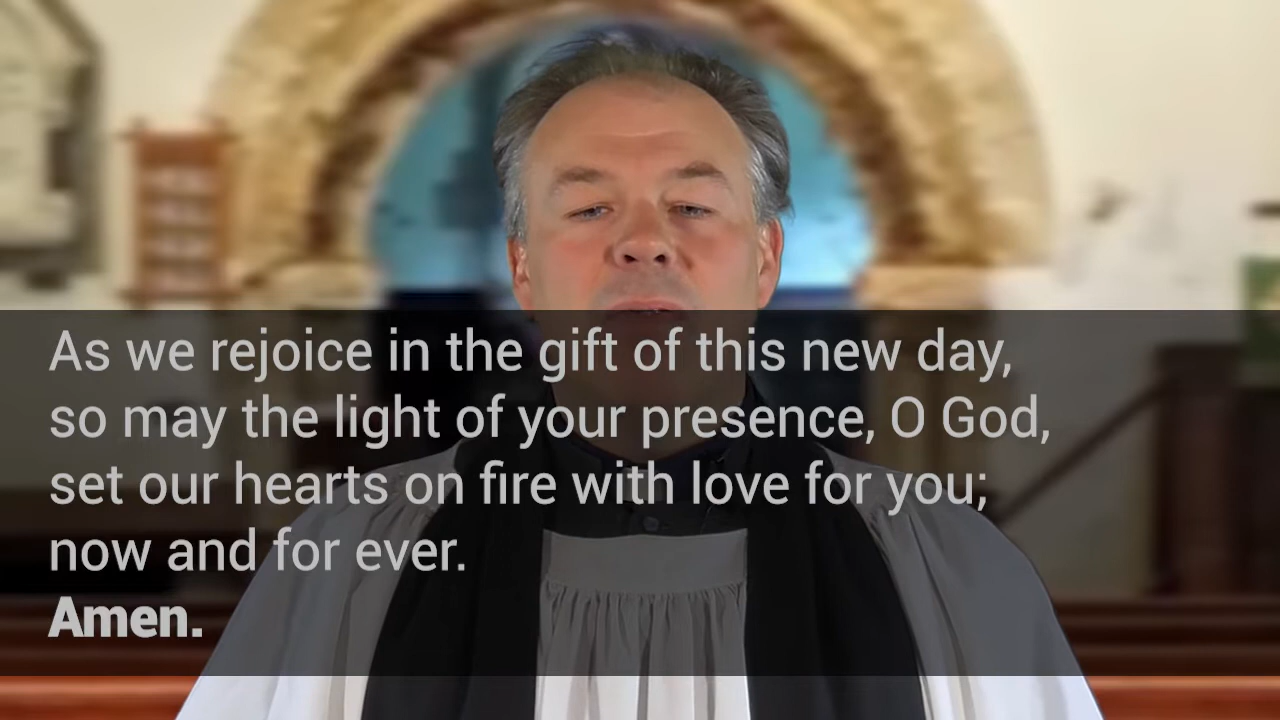 As we rejoice in the gift of this new day,
so may the light of your presence, O God,
set our hearts on fire with love for you;
now and for ever.
Amen.